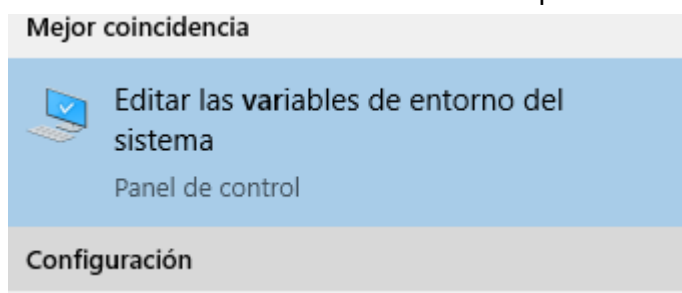 Mejor coincidencia
Editar las variables de entorno del
sistema
Panel de control
Configuración